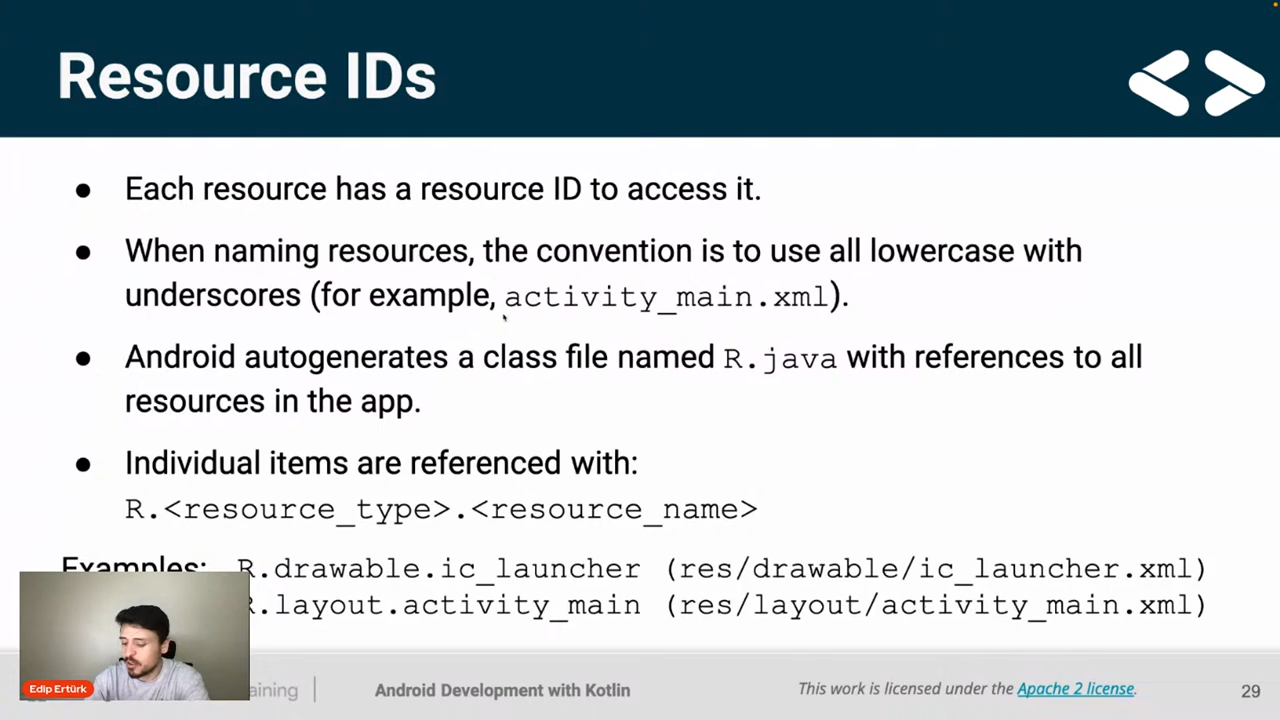 Resource IDs
● Each resource has a resource ID to access it.
● When naming resources, the convention is to use all lowercase with
underscores (for example, activity_main.xml).
● Android autogenerates a class file named R.java with references to all
resources in the app.
● Individual items are referenced with:
R.<resource_type>.<resource_name>
Examples: R.drawable.ic_launcher (res/drawable/ic_launcher.xml)
R.layout.activity_main (res/layout/activity_main.xml)
Edip Ertürk
Android Development with Kotlin
This work is licensed under the Apache 2 license.
29